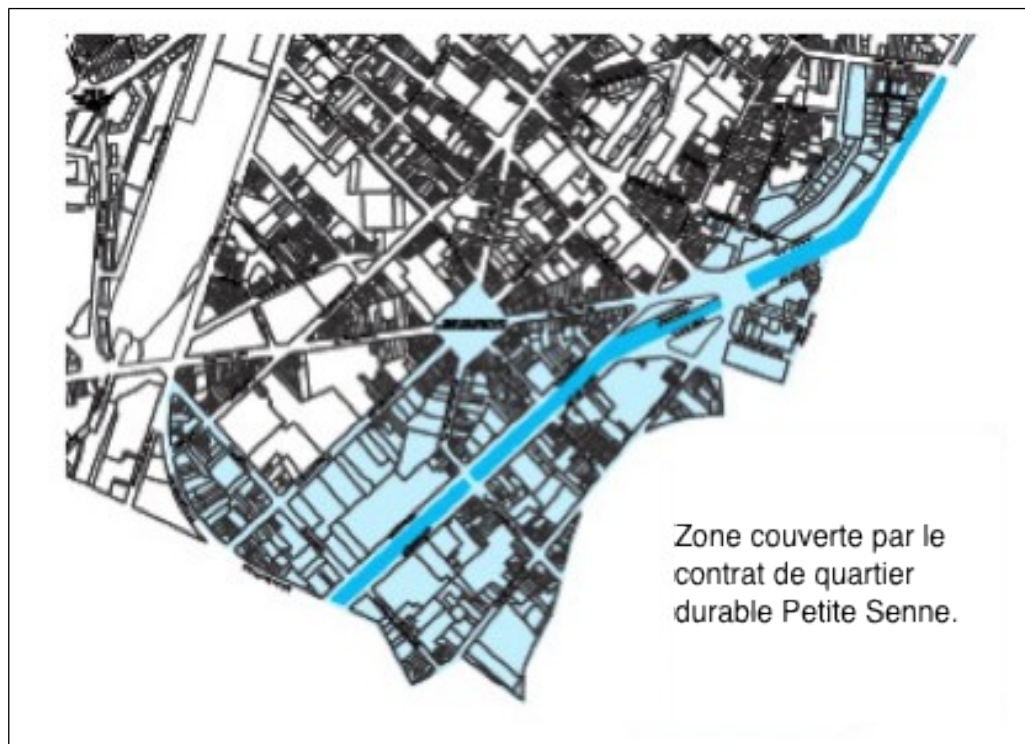 Zone couverte par le
contrat de quartier
durable Petite Senne.